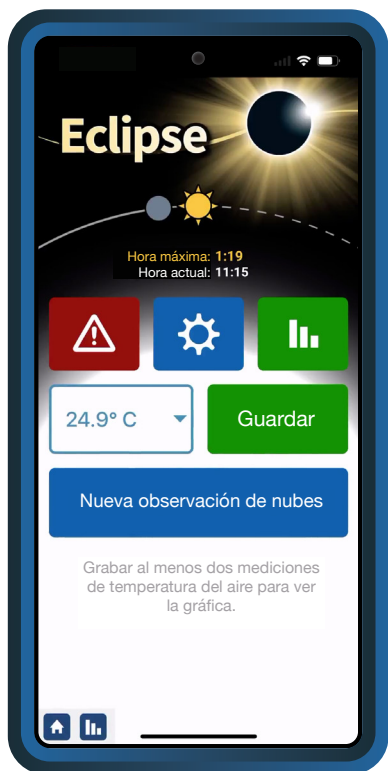 Eclipse
Hora máxima: 1:19
Hora actual: 11:15
24.9° C
Guardar
Nueva observación de nubes
Grabar al menos dos mediciones
de temperatura del aire para ver
la gráfica.